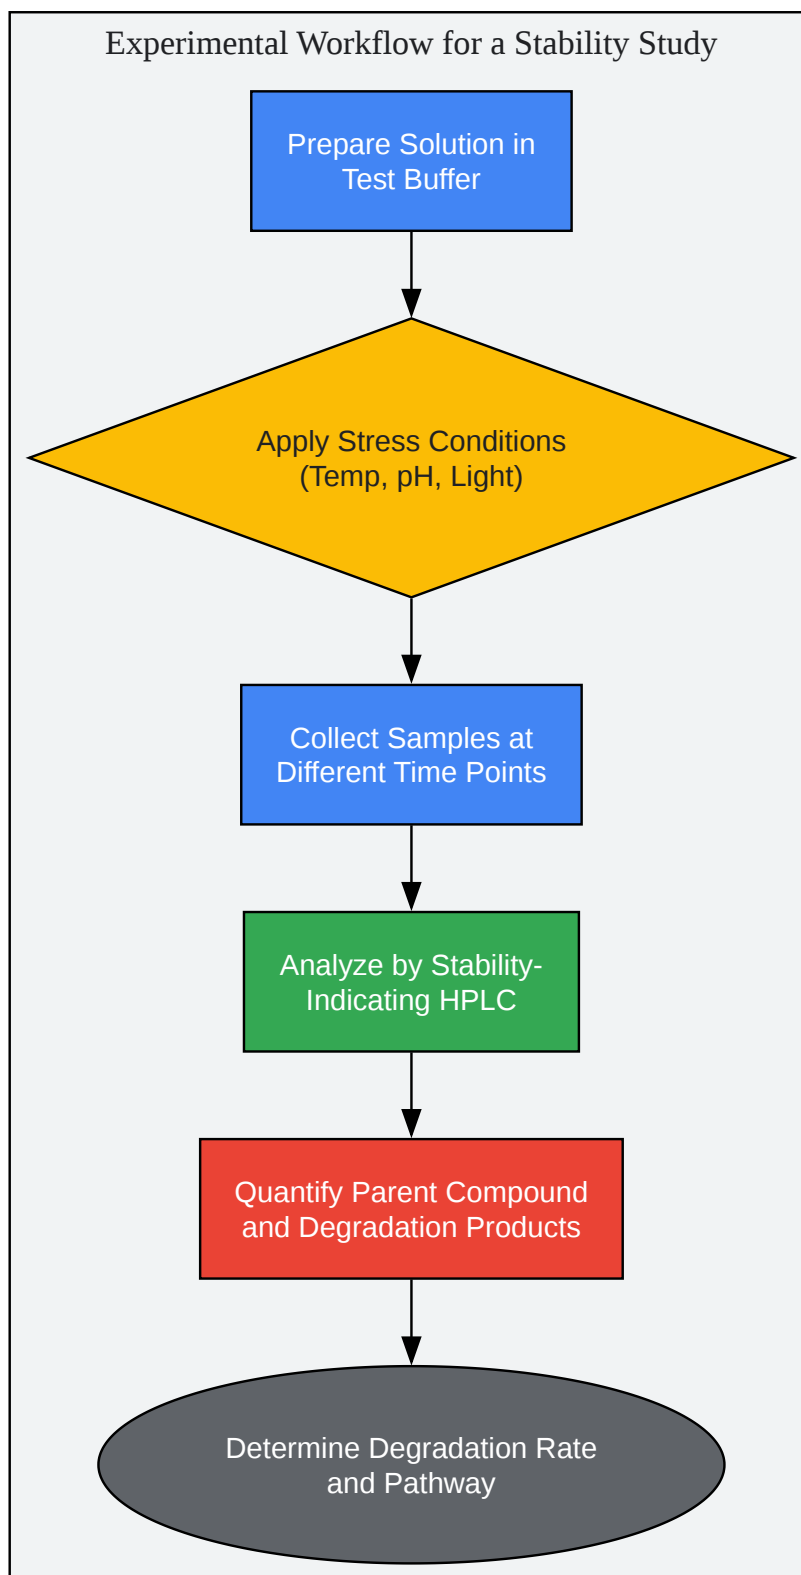 Experimental Workflow for a Stability Study
Prepare Solution in
Test Buffer
Apply Stress Conditions
(Temp, pH, Light)
Collect Samples at
Different Time Points
Analyze by Stability-
Indicating HPLC
Quantify Parent Compound
and Degradation Products
Determine Degradation Rate
and Pathway